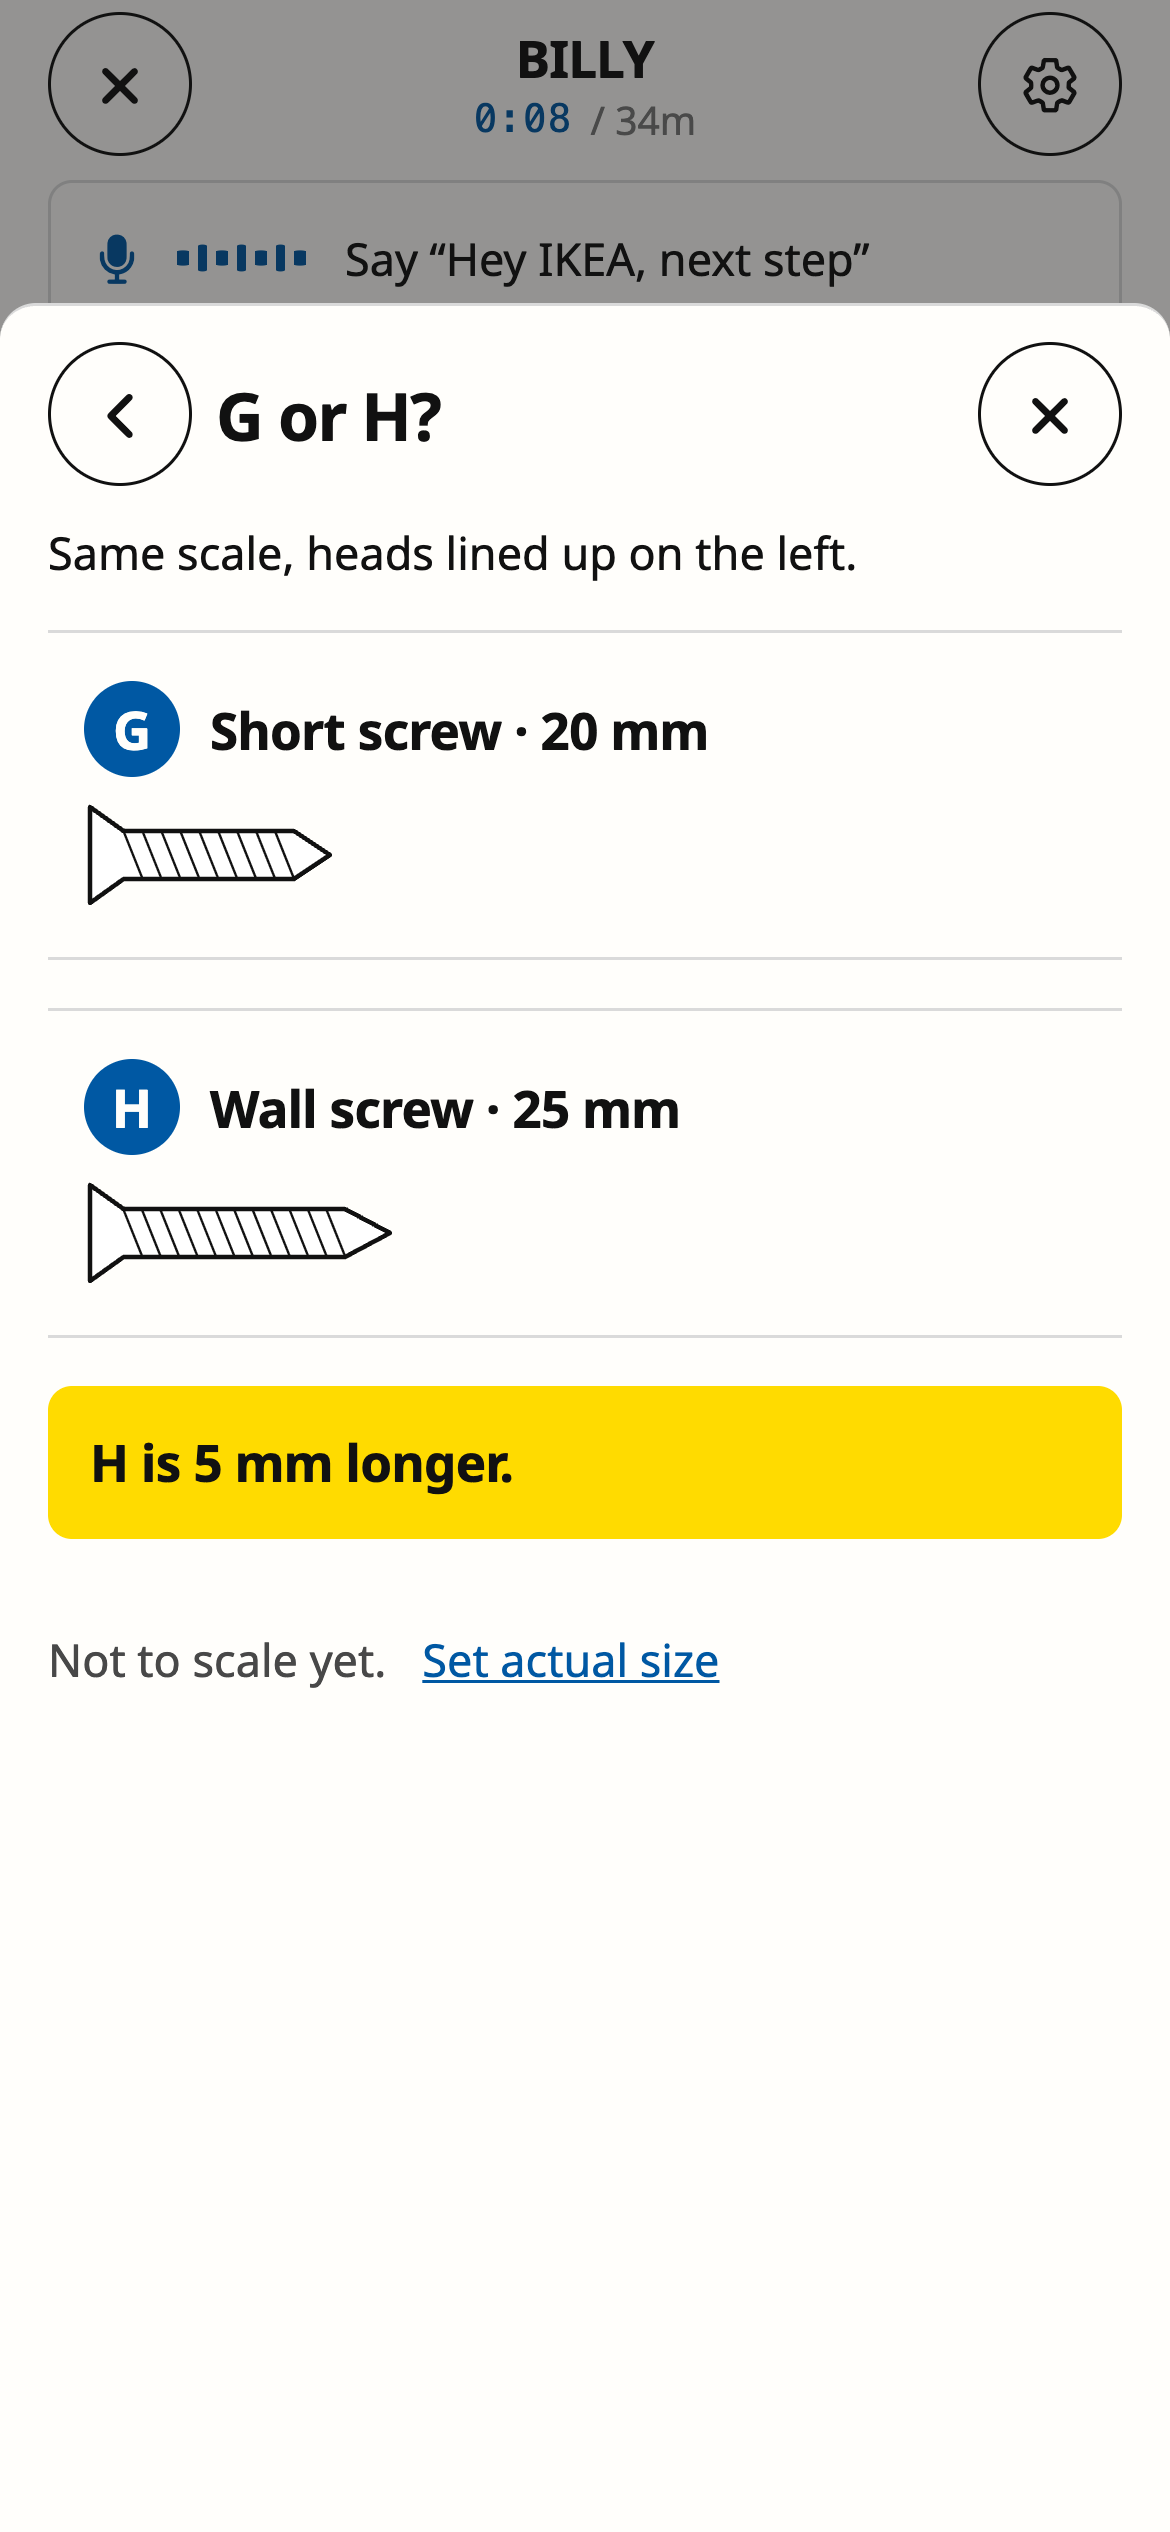 BILLY
0:08 / 34m
Say “Hey IKEA, next step”
G or H?
Same scale, heads lined up on the left.
G Short screw · 20 mm
H Wall screw · 25 mm
H is 5 mm longer.
Not to scale yet. Set actual size